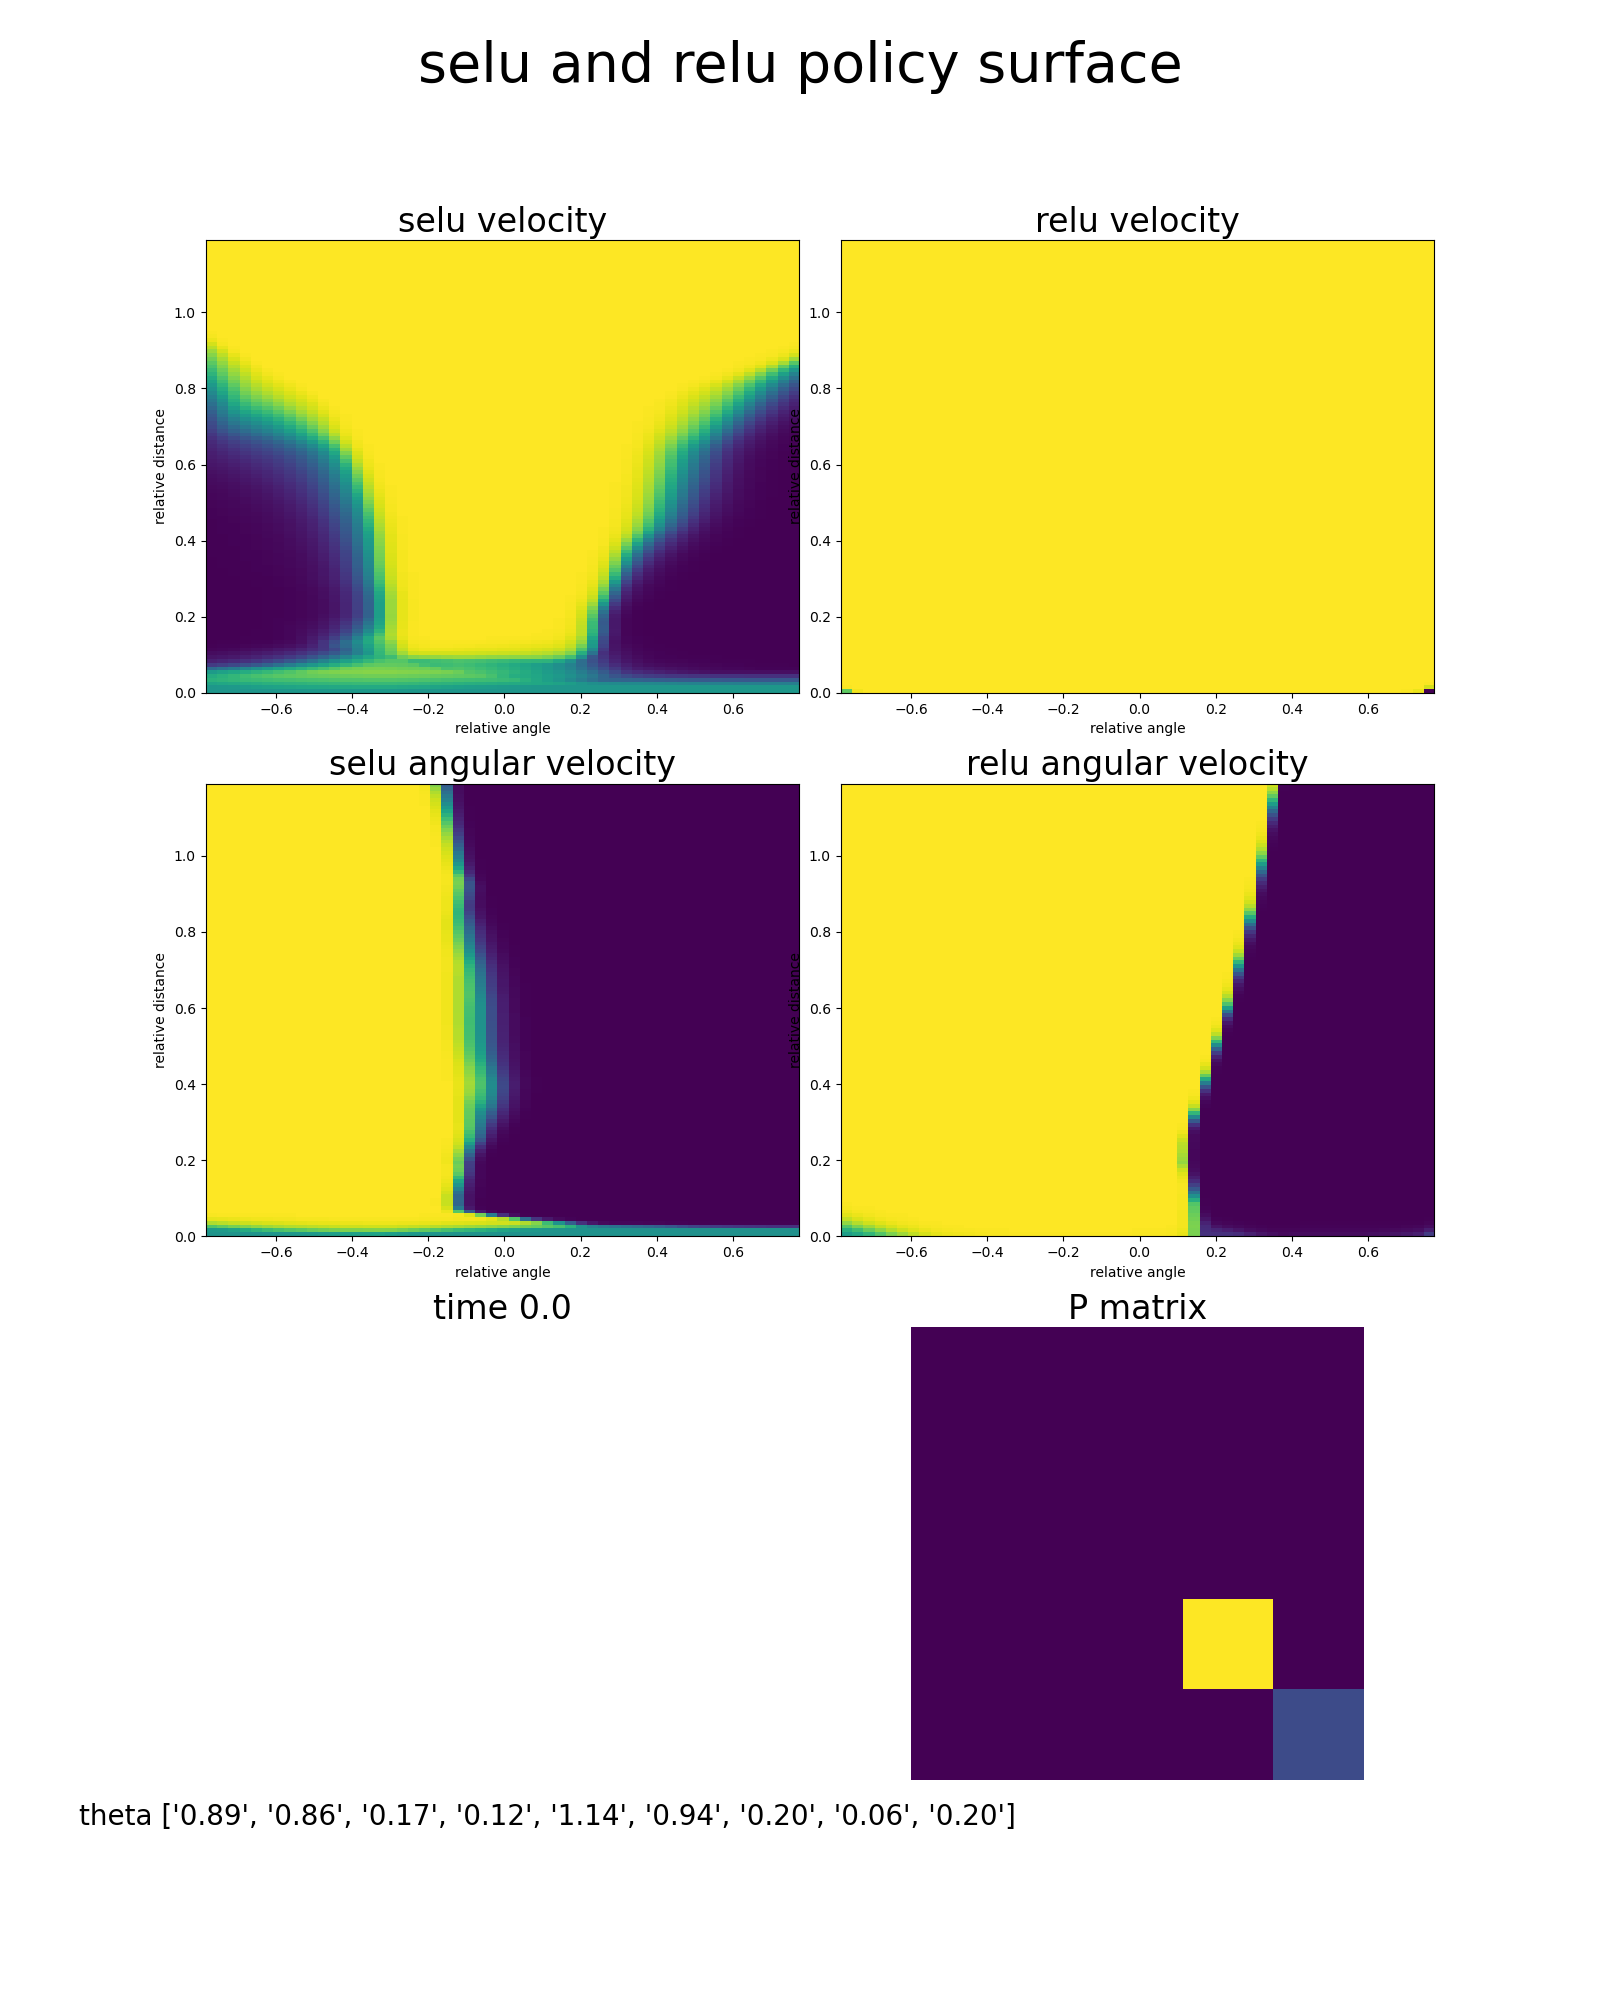 selu and relu policy surface
selu velocity
relu velocity
1.0
0.8
0.6
0.4
0.2
0.0
relative distance
−0.6 −0.4 −0.2 0.0 0.2 0.4 0.6
relative angle
1.0
0.8
0.6
0.4
0.2
0.0
relative distance
−0.6 −0.4 −0.2 0.0 0.2 0.4 0.6
relative angle
selu angular velocity
relu angular velocity
1.0
0.8
0.6
0.4
0.2
0.0
relative distance
−0.6 −0.4 −0.2 0.0 0.2 0.4 0.6
relative angle
1.0
0.8
0.6
0.4
0.2
0.0
relative distance
−0.6 −0.4 −0.2 0.0 0.2 0.4 0.6
relative angle
time 0.0
P matrix
theta ['0.89', '0.86', '0.17', '0.12', '1.14', '0.94', '0.20', '0.06', '0.20']